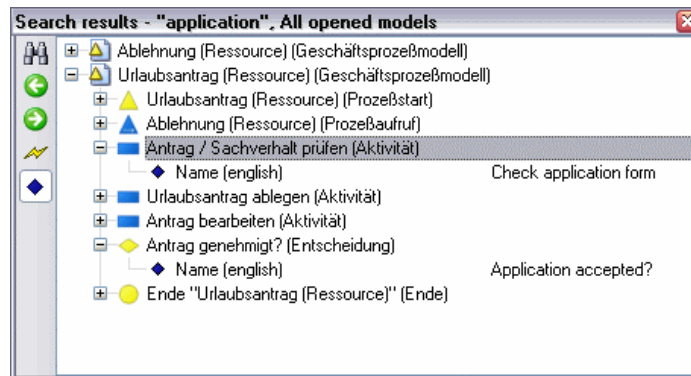 Search results - "application", All opened models
Ablehnung (Ressource) (Geschäftsprozeßmodell)
Urlaubsantrag (Ressource) (Geschäftsprozeßmodell)
Urlaubsantrag (Ressource) (Prozeßstart)
Ablehnung (Ressource) (Prozeßaufruf)
Antrag / Sachverhalt prüfen (Aktivität)
Name (english) Check application form
Urlaubsantrag ablegen (Aktivität)
Antrag bearbeiten (Aktivität)
Antrag genehmigt? (Entscheidung)
Name (english) Application accepted?
Ende "Urlaubsantrag (Ressource)" (Ende)